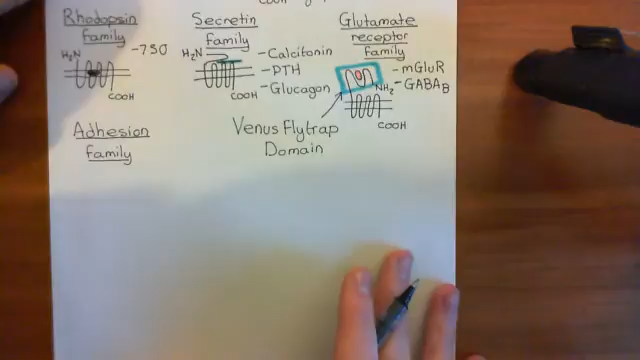 Rhodopsin
family
H₂N
-750
COOH
Secretin
family
H₂N
-Calcitonin
-PTH
-Glucagon
COOH
Glutamate
receptor
family
-mGluR
-GABA_B
NH₂
COOH
Venus Flytrap
Domain
Adhesion
family